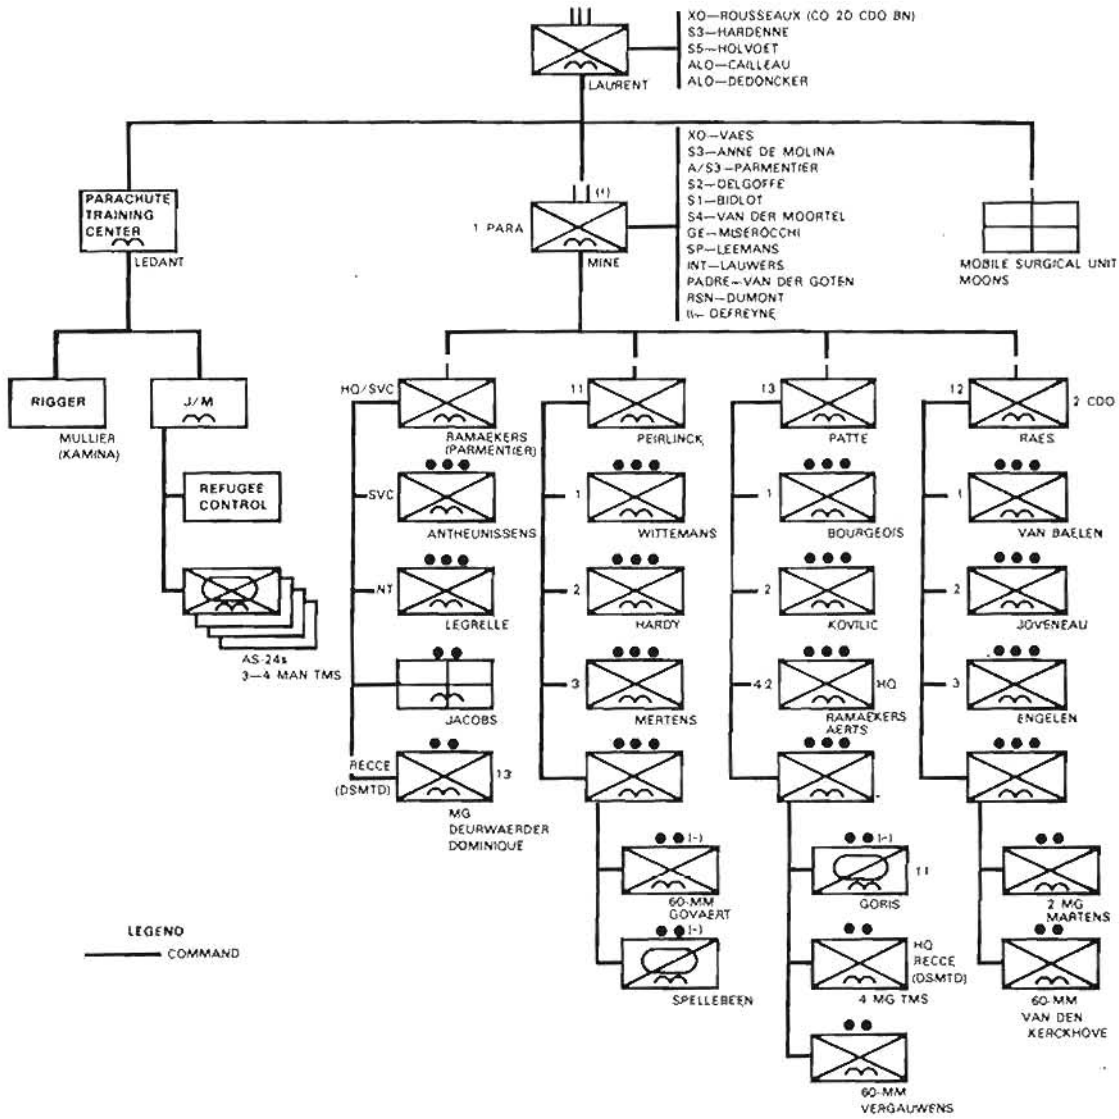 XO—ROUSSEAUX (CO 2D CDO BN)
S3—HARDENNE
S5—HOLVOET
ALO—CAILLEAU
ALO—DEDONCKER
LAURENT
XO—VAES
S3—ANNE DE MOLINA
A/S3—PARMENTIER
S2—DELGOFFE
S1—BIDLOT
S4—VAN DER MOORTEL
GE—MISEROCCHI
SP—LEEMANS
INT—LAUWERS
PADRE—VAN DER GOTEN
RSN—DUMONT
DEFREYNE
PARACHUTE
TRAINING
CENTER
LEDANT
1 PARA
(+)
MINE
MOBILE SURGICAL UNIT
MOONS
RIGGER
MULLIER
(KAMINA)
J/M
REFUGEE
CONTROL
AS-24s
3—4 MAN TMS
HQ/SVC
RAMAEKERS
(PARMENTIER)
SVC
ANTHEUNISSENS
NT
LEGRELLE
JACOBS
RECCE
(DSMTD)
13
MG
DEURWAERDER
DOMINIQUE
11
PEIRLINCK
1
WITTEMANS
2
HARDY
3
MERTENS
(-)
60-MM
GOVAERT
(-)
SPELLEBEEN
13
PATTE
1
BOURGEOIS
2
KOVILIC
4.2
HQ
RAMAEKERS
AERTS
(-)
11
GORIS
HQ
RECCE
(DSMTD)
4 MG TMS
60-MM
VERGAUWENS
12
2 CDO
RAES
1
VAN BAELEN
2
JOVENEAU
3
ENGELEN
2 MG
MARTENS
60-MM
VAN DEN
KERCKHOVE
LEGEND
COMMAND